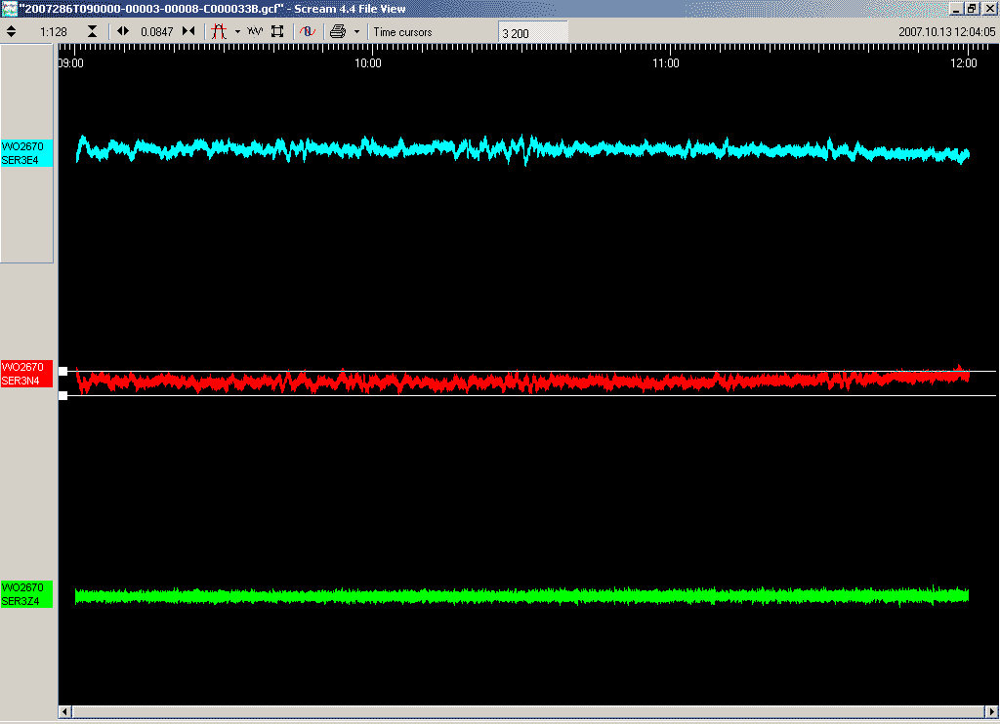 "2007286T090000-00003-00008-C000033B.gcf" - Scream 4.4 File View
1:128 0.0847 Time cursors 3 200 2007.10.13 12:04:05
09:00 10:00 11:00 12:00
WO2670
SER3E4
WO2670
SER3N4
WO2670
SER3Z4